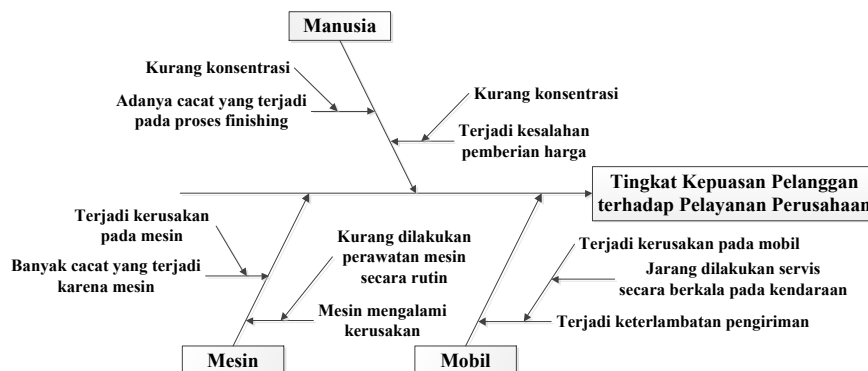 Manusia
Kurang konsentrasi
Adanya cacat yang terjadi
pada proses finishing
Kurang konsentrasi
Terjadi kesalahan
pemberian harga
Tingkat Kepuasan Pelanggan
terhadap Pelayanan Perusahaan
Terjadi kerusakan
pada mesin
Banyak cacat yang terjadi
karena mesin
Kurang dilakukan
perawatan mesin
secara rutin
Mesin mengalami
kerusakan
Terjadi kerusakan pada mobil
Jarang dilakukan servis
secara berkala pada kendaraan
Terjadi keterlambatan pengiriman
Mesin
Mobil